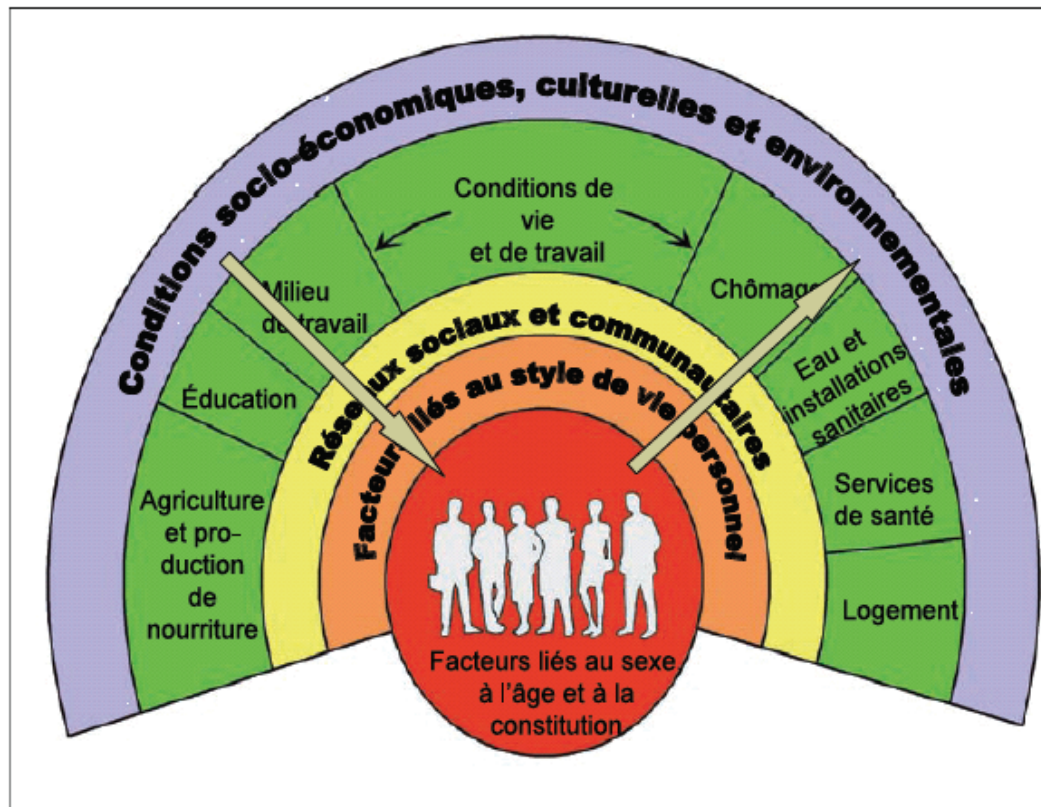 Conditions socio-économiques, culturelles et environnementales
Conditions de
vie
et de travail
Milieu
de travail
Chômage
Éducation
Eau et
installations
sanitaires
Agriculture
et pro-
duction
de
nourriture
Services
de santé
Logement
Réseaux sociaux et communautaires
Facteurs liés au style de vie personnel
Facteurs liés au sexe,
à l'âge et à la
constitution